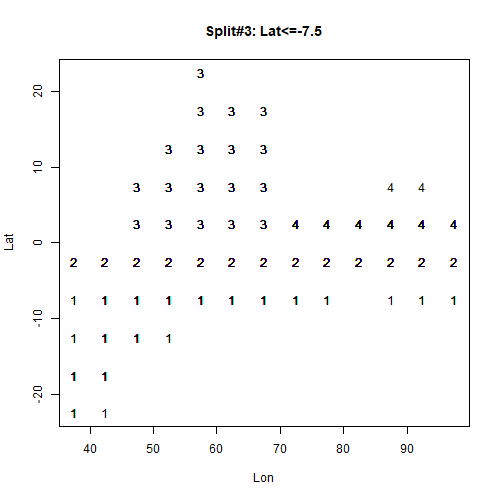 Split#3: Lat<=-7.5
3
20
3 3 3
3 3 3 3
10
3 3 3 3 3 4 4
3 3 3 3 3 4 4 4 4 4 4
0
2 2 2 2 2 2 2 2 2 2 2 2 2
1 1 1 1 1 1 1 1 1 1 1 1
-10
1 1 1 1
1 1
-20
1 1
40 50 60 70 80 90
Lon
Lat